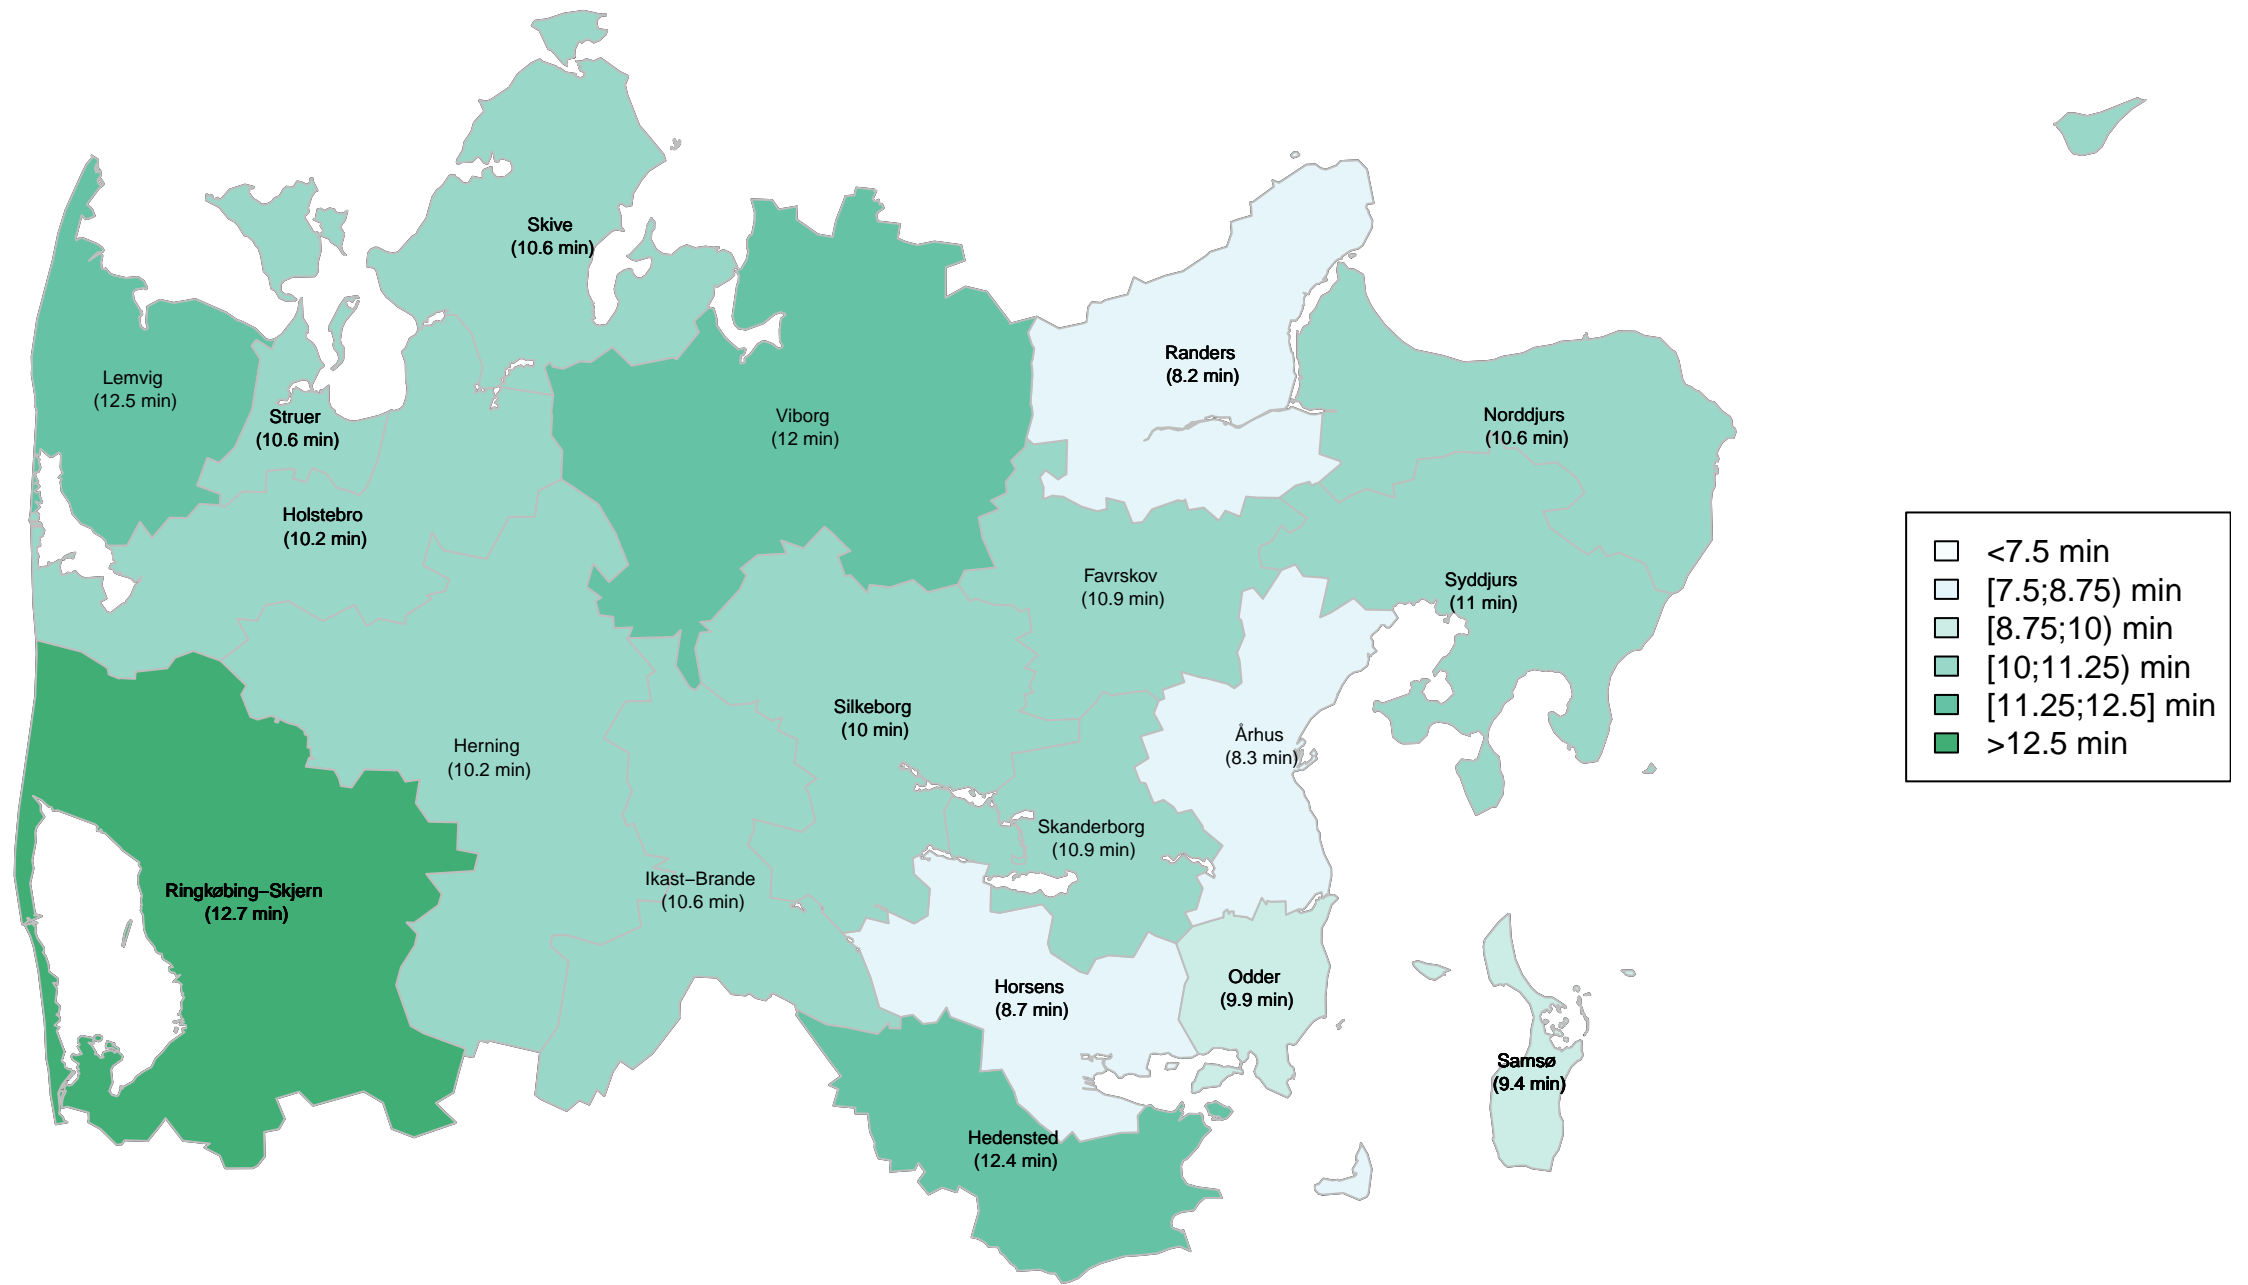 Skive
(10.6 min)
Lemvig
(12.5 min)
Struer
(10.6 min)
Viborg
(12 min)
Randers
(8.2 min)
Norddjurs
(10.6 min)
Holstebro
(10.2 min)
Favrskov
(10.9 min)
Syddjurs
(11 min)
Silkeborg
(10 min)
Herning
(10.2 min)
Århus
(8.3 min)
Skanderborg
(10.9 min)
Ringkøbing–Skjern
(12.7 min)
Ikast–Brande
(10.6 min)
Horsens
(8.7 min)
Odder
(9.9 min)
Samsø
(9.4 min)
Hedensted
(12.4 min)
<7.5 min
[7.5;8.75) min
[8.75;10) min
[10;11.25) min
[11.25;12.5] min
>12.5 min